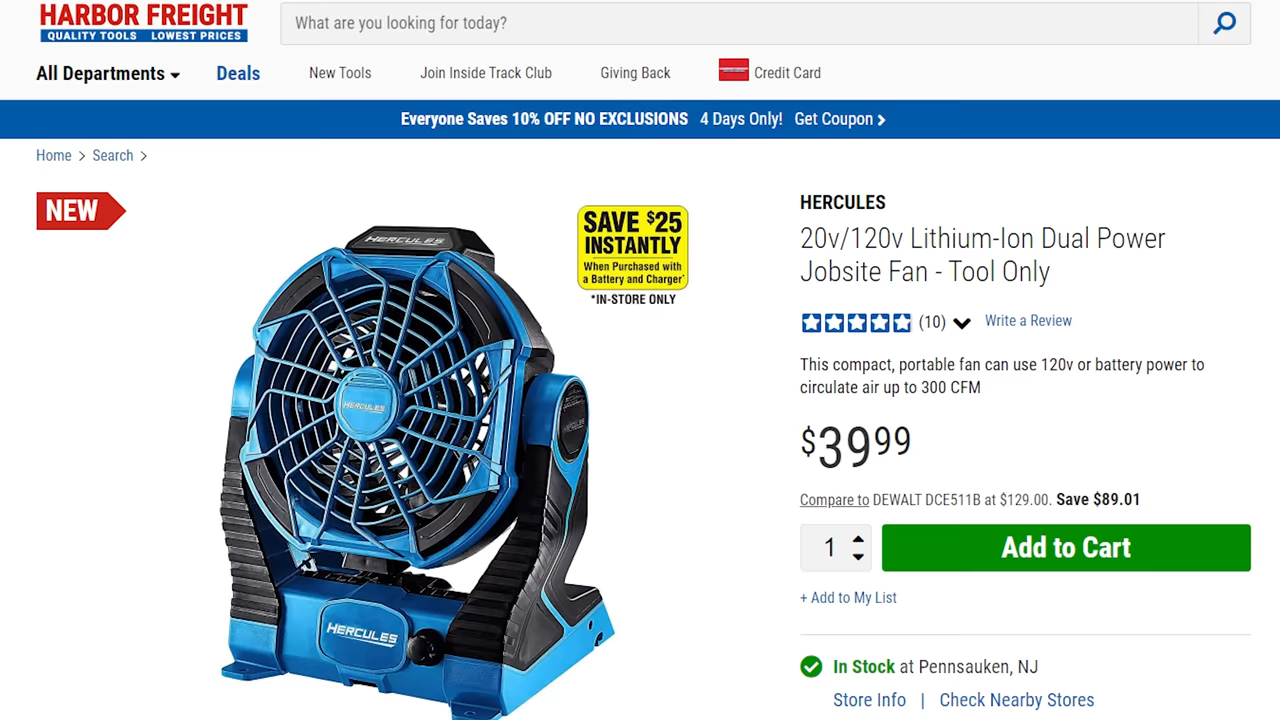 HARBOR FREIGHT
QUALITY TOOLS LOWEST PRICES
What are you looking for today?
All Departments
Deals
New Tools
Join Inside Track Club
Giving Back
Credit Card
Everyone Saves 10% OFF NO EXCLUSIONS 4 Days Only! Get Coupon
Home > Search >
NEW
SAVE $25
INSTANTLY
When Purchased with
a Battery and Charger*
*IN-STORE ONLY
HERCULES
HERCULES
HERCULES
HERCULES
HERCULES
20v/120v Lithium-Ion Dual Power
Jobsite Fan - Tool Only
(10)
Write a Review
This compact, portable fan can use 120v or battery power to
circulate air up to 300 CFM
$3999
Compare to DEWALT DCE511B at $129.00. Save $89.01
1
Add to Cart
+ Add to My List
In Stock at Pennsauken, NJ
Store Info | Check Nearby Stores